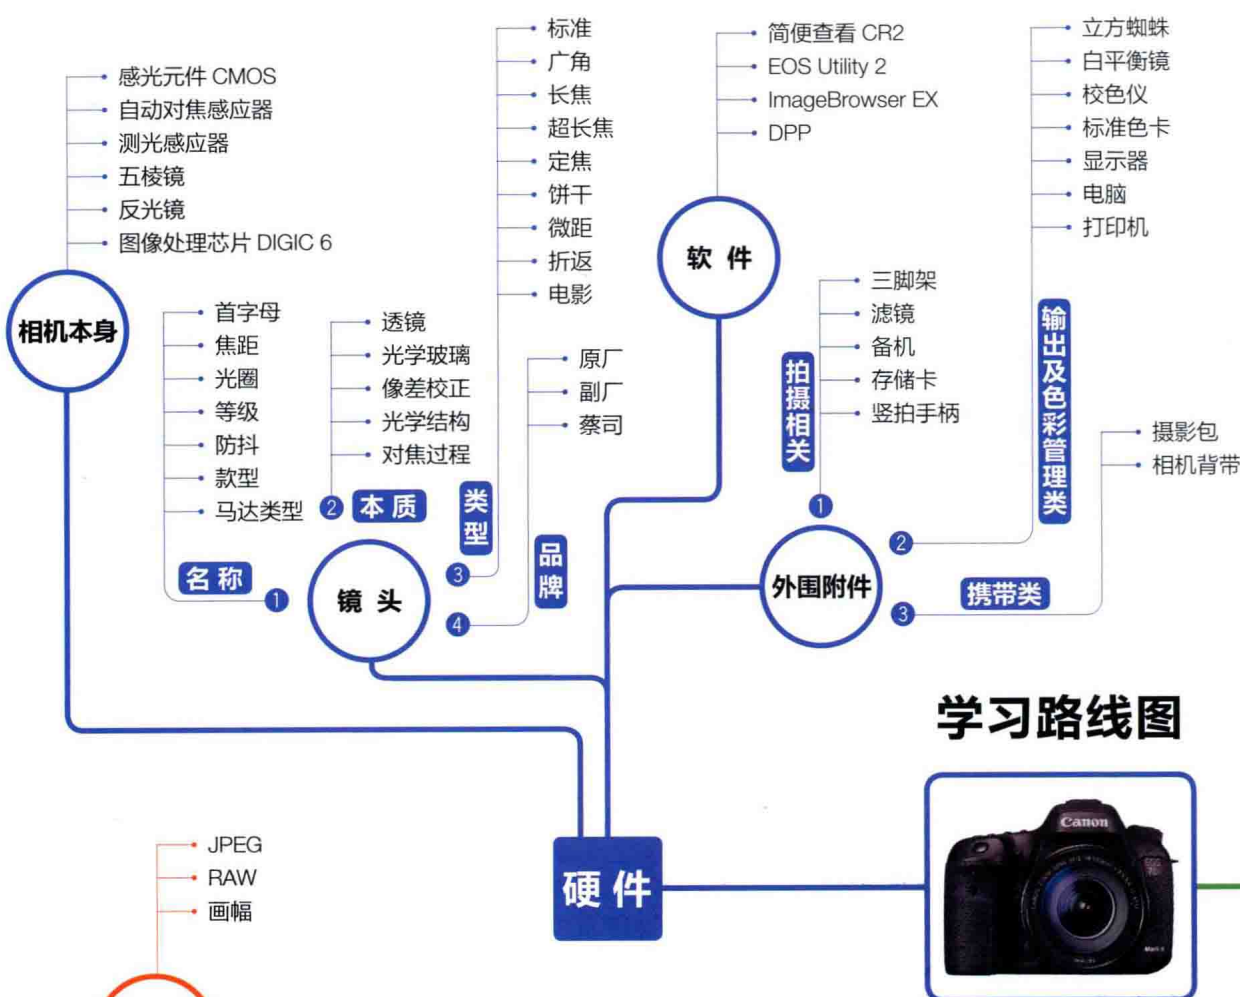 感光元件 CMOS
自动对焦感应器
测光感应器
五棱镜
反光镜
图像处理芯片 DIGIC 6
相机本身
首字母
焦距
光圈
等级
防抖
款型
马达类型
名称
1
透镜
光学玻璃
像差校正
光学结构
对焦过程
2
本质
标准
广角
长焦
超长焦
定焦
饼干
微距
折返
电影
类型
3
原厂
副厂
蔡司
品牌
4
镜头
简便查看 CR2
EOS Utility 2
ImageBrowser EX
DPP
软件
三脚架
滤镜
备机
存储卡
竖拍手柄
拍摄相关
1
立方蜘蛛
白平衡镜
校色仪
标准色卡
显示器
电脑
打印机
输出及色彩管理类
2
摄影包
相机背带
携带类
3
外围附件
学习路线图
Canon
EOS
7D
硬件
JPEG
RAW
画幅